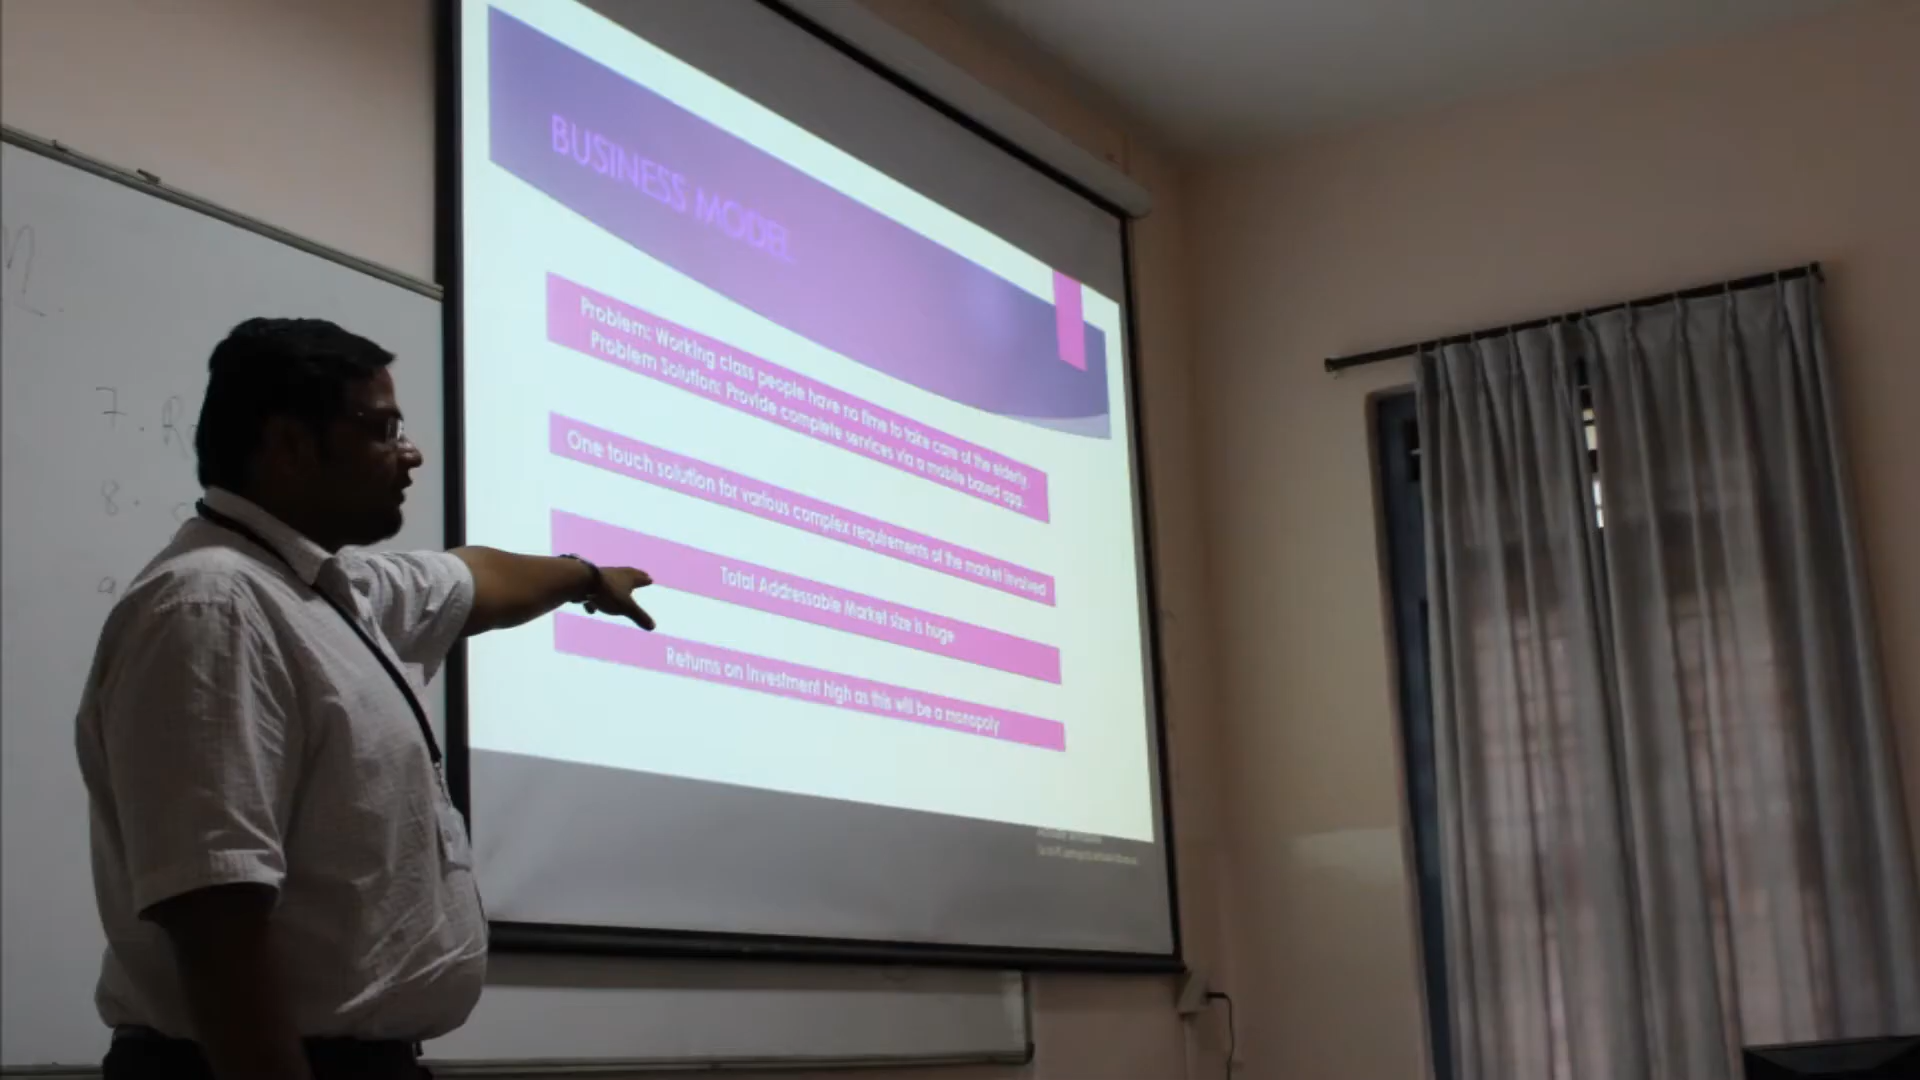 BUSINESS MODEL
Problem: Working class people have no time to take care of the elderly
Problem Solution: Provide complete services via a mobile based app..
One touch solution for various complex requirements of the market involved
Total Addressable Market size is huge
Returns on Investment high as this will be a monopoly
7.
8.